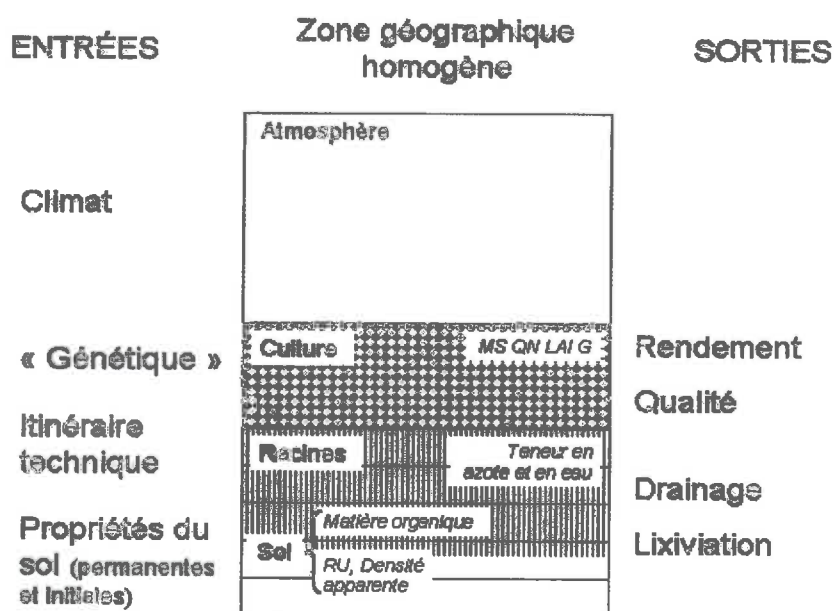 ENTRÉES
Zone géographique
homogène
SORTIES
Atmosphère
Climat
« Génétique »
Culture
MS QN LAI G
Rendement
Qualité
Itinéraire
technique
Racines
Teneur en
azote et en eau
Drainage
Propriétés du
sol (permanentes
et initiales)
Sol
Matière organique
RU, Densité
apparente
Lixiviation